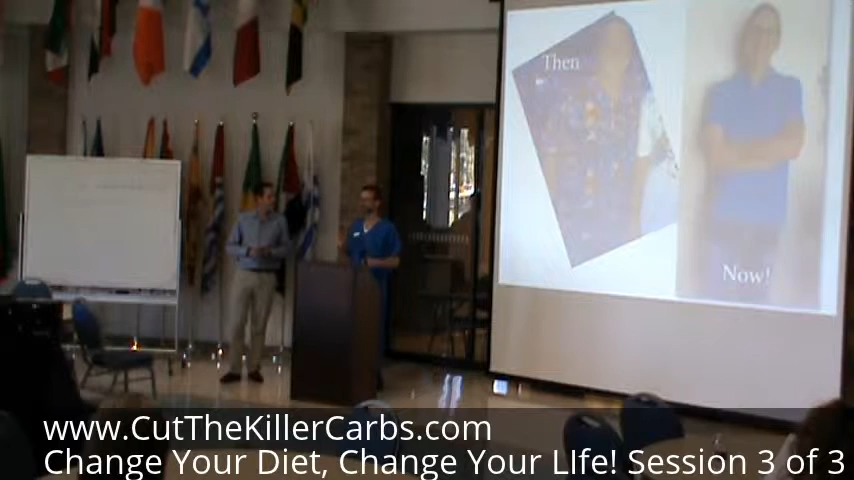 Then
Now!
www.CutTheKillerCarbs.com
Change Your Diet, Change Your LIfe! Session 3 of 3